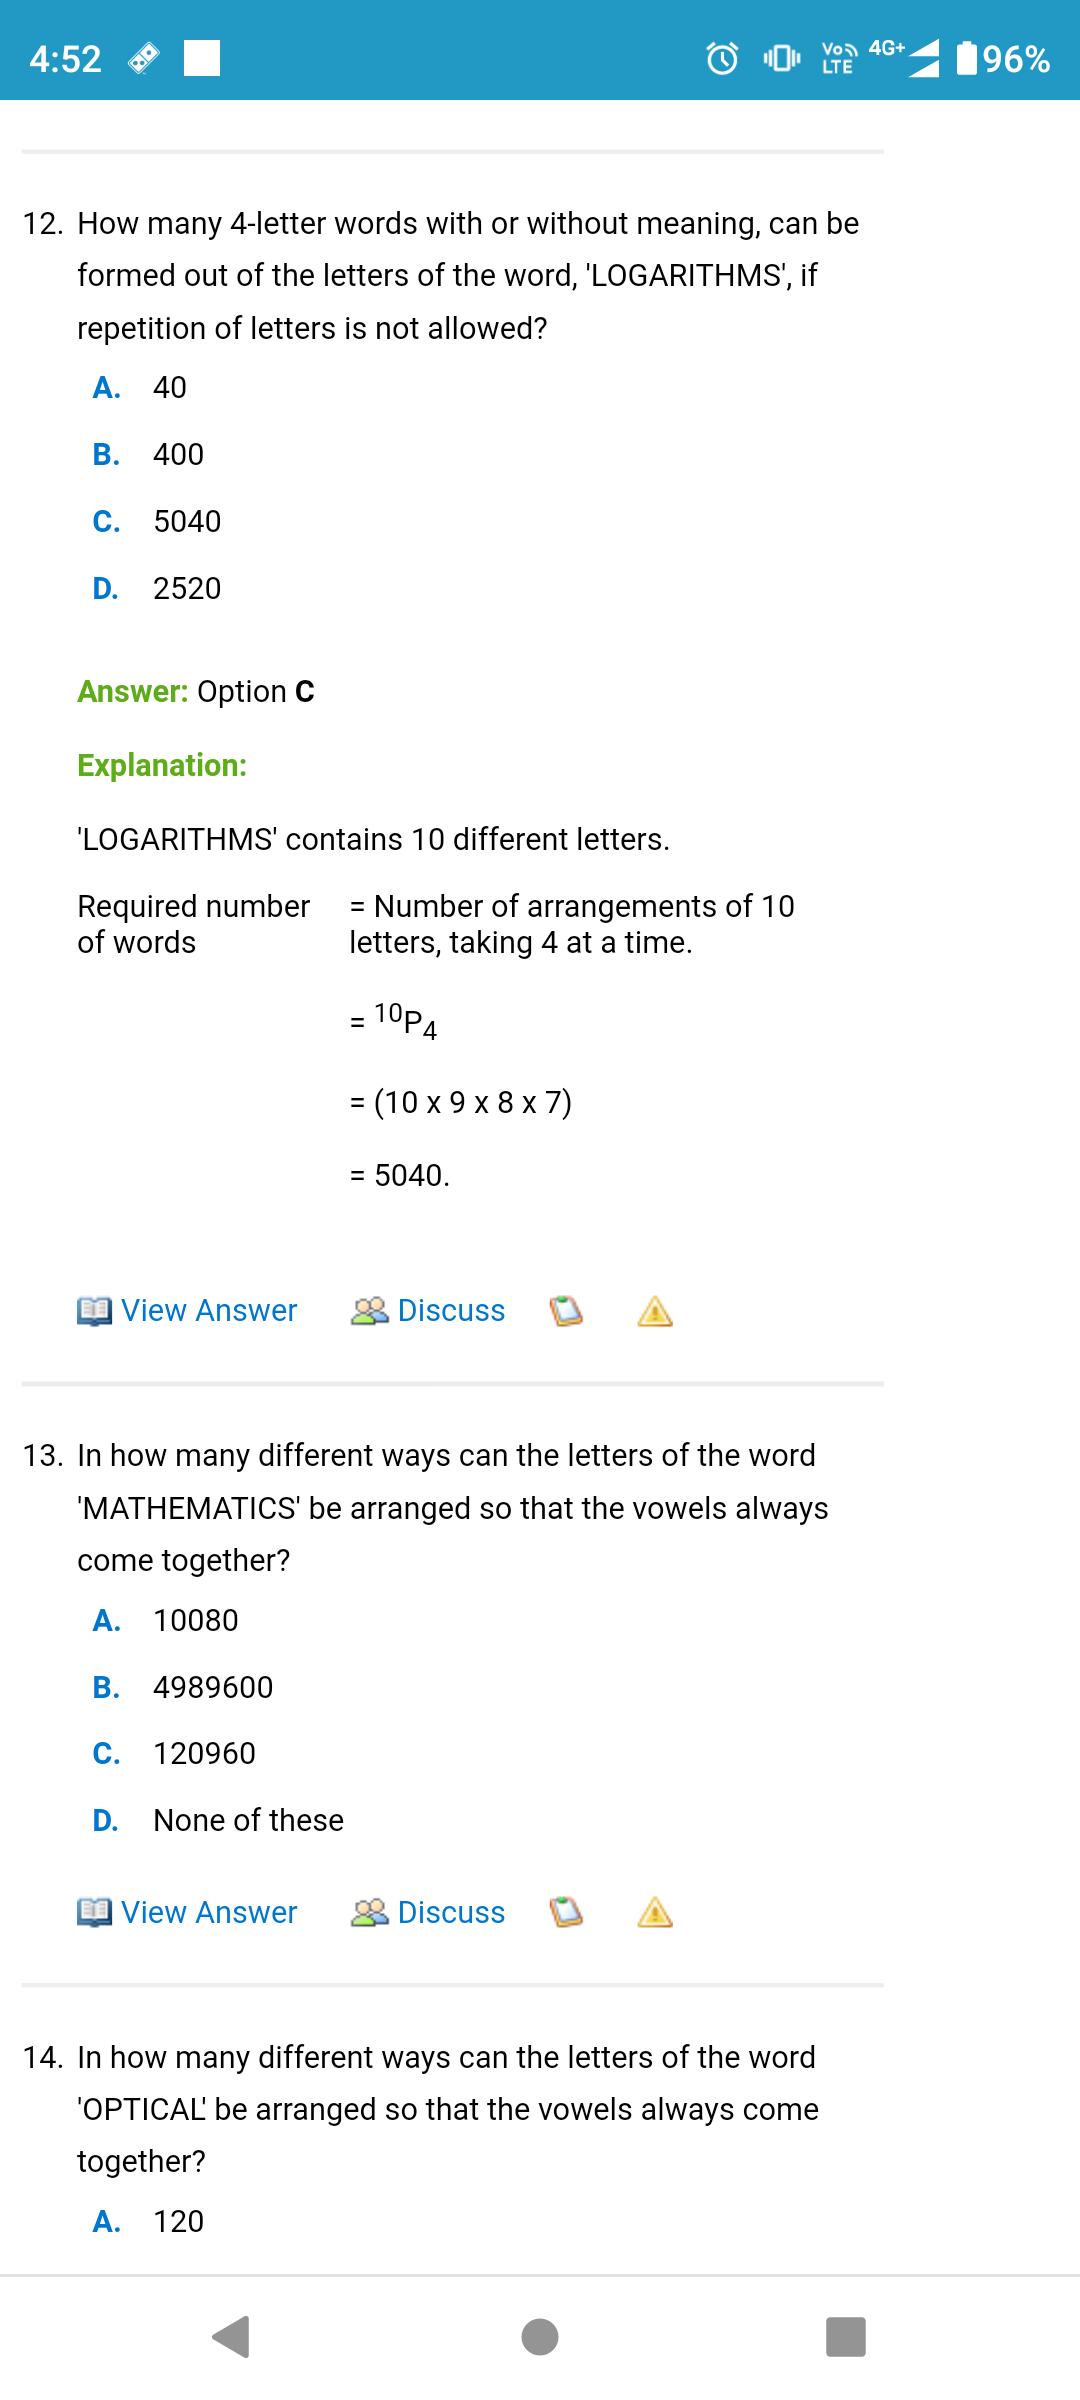 4:52 VoLTE 4G+ 96%
12. How many 4-letter words with or without meaning, can be
formed out of the letters of the word, 'LOGARITHMS', if
repetition of letters is not allowed?
A. 40
B. 400
C. 5040
D. 2520
Answer: Option C
Explanation:
'LOGARITHMS' contains 10 different letters.
Required number = Number of arrangements of 10
of words letters, taking 4 at a time.
= ¹⁰P₄
= (10 x 9 x 8 x 7)
= 5040.
View Answer Discuss
13. In how many different ways can the letters of the word
'MATHEMATICS' be arranged so that the vowels always
come together?
A. 10080
B. 4989600
C. 120960
D. None of these
View Answer Discuss
14. In how many different ways can the letters of the word
'OPTICAL' be arranged so that the vowels always come
together?
A. 120